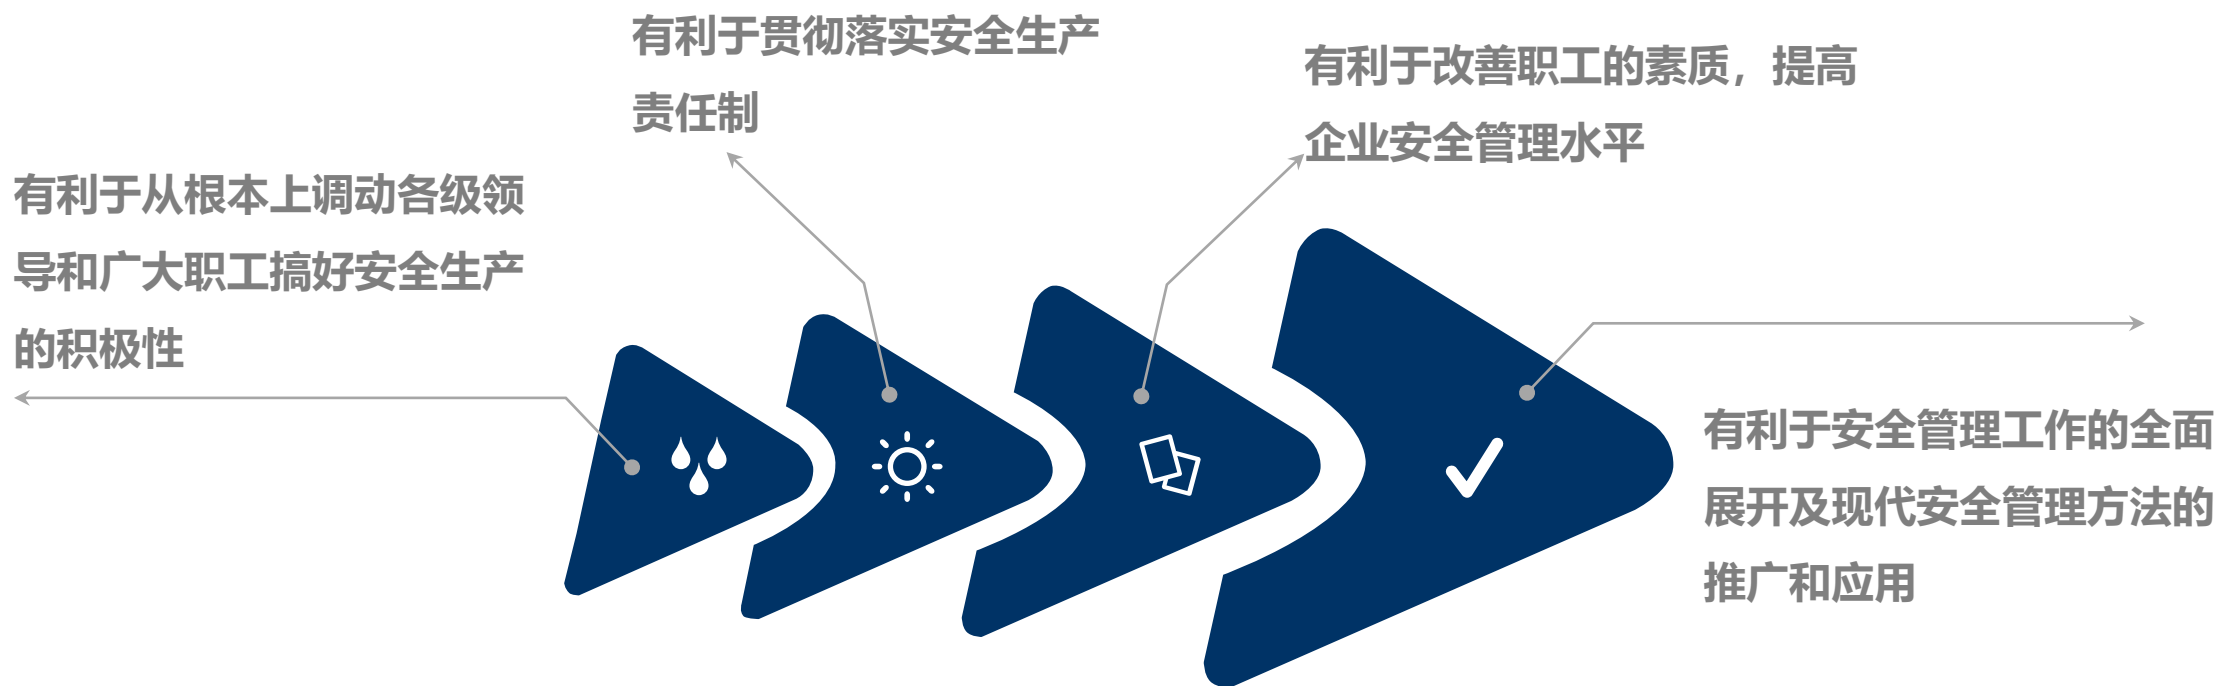 有利于从根本上调动各级领
导和广大职工搞好安全生产
的积极性
有利于贯彻落实安全生产
责任制
有利于改善职工的素质，提高
企业安全管理水平
有利于安全管理工作的全面
展开及现代安全管理方法的
推广和应用